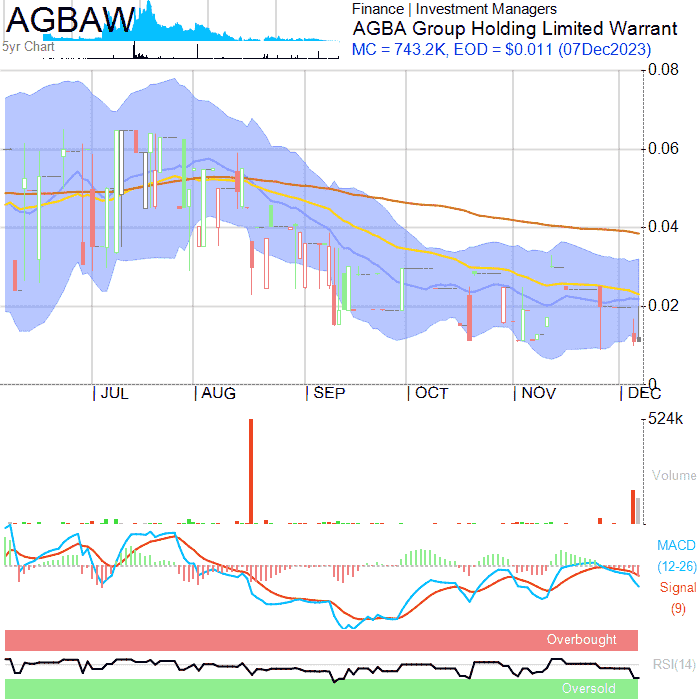 AGBAW
5yr Chart
Finance | Investment Managers
AGBA Group Holding Limited Warrant
MC = 743.2K, EOD = $0.011 (07Dec2023)
0.08
0.06
0.04
0.02
0
JUL AUG SEP OCT NOV DEC
524k
Volume
MACD
(12-26)
Signal
(9)
Overbought
RSI(14)
Oversold